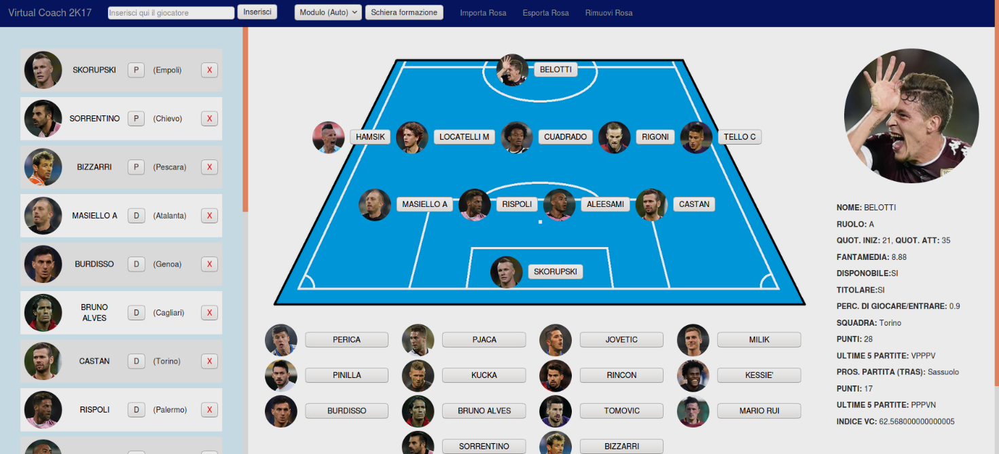 Virtual Coach 2K17 Inserisci qui il giocatore Inserisci Modulo (Auto) Schiera formazione Importa Rosa Esporta Rosa Rimuovi Rosa
SKORUPSKI P (Empoli) X
SORRENTINO P (Chievo) X
BIZZARRI P (Pescara) X
MASIELLO A D (Atalanta) X
BURDISSO D (Genoa) X
BRUNO
ALVES D (Cagliari) X
CASTAN D (Torino) X
RISPOLI D (Palermo) X
BELOTTI
HAMSIK LOCATELLI M CUADRADO RIGONI TELLO C
MASIELLO A RISPOLI ALEESAMI CASTAN
SKORUPSKI
PERICA PJACA JOVETIC MILIK
PINILLA KUCKA RINCON KESSIE'
BURDISSO BRUNO ALVES TOMOVIC MARIO RUI
SORRENTINO BIZZARRI
NOME: BELOTTI
RUOLO: A
QUOT. INIZ: 21, QUOT. ATT: 35
FANTAMEDIA: 8.88
DISPONOBILE:SI
TITOLARE:SI
PERC. DI GIOCARE/ENTRARE: 0.9
SQUADRA: Torino
PUNTI: 28
ULTIME 5 PARTITE: VPPPV
PROS. PARTITA (TRAS): Sassuolo
PUNTI: 17
ULTIME 5 PARTITE: PPPVN
INDICE VC: 62.568000000000005